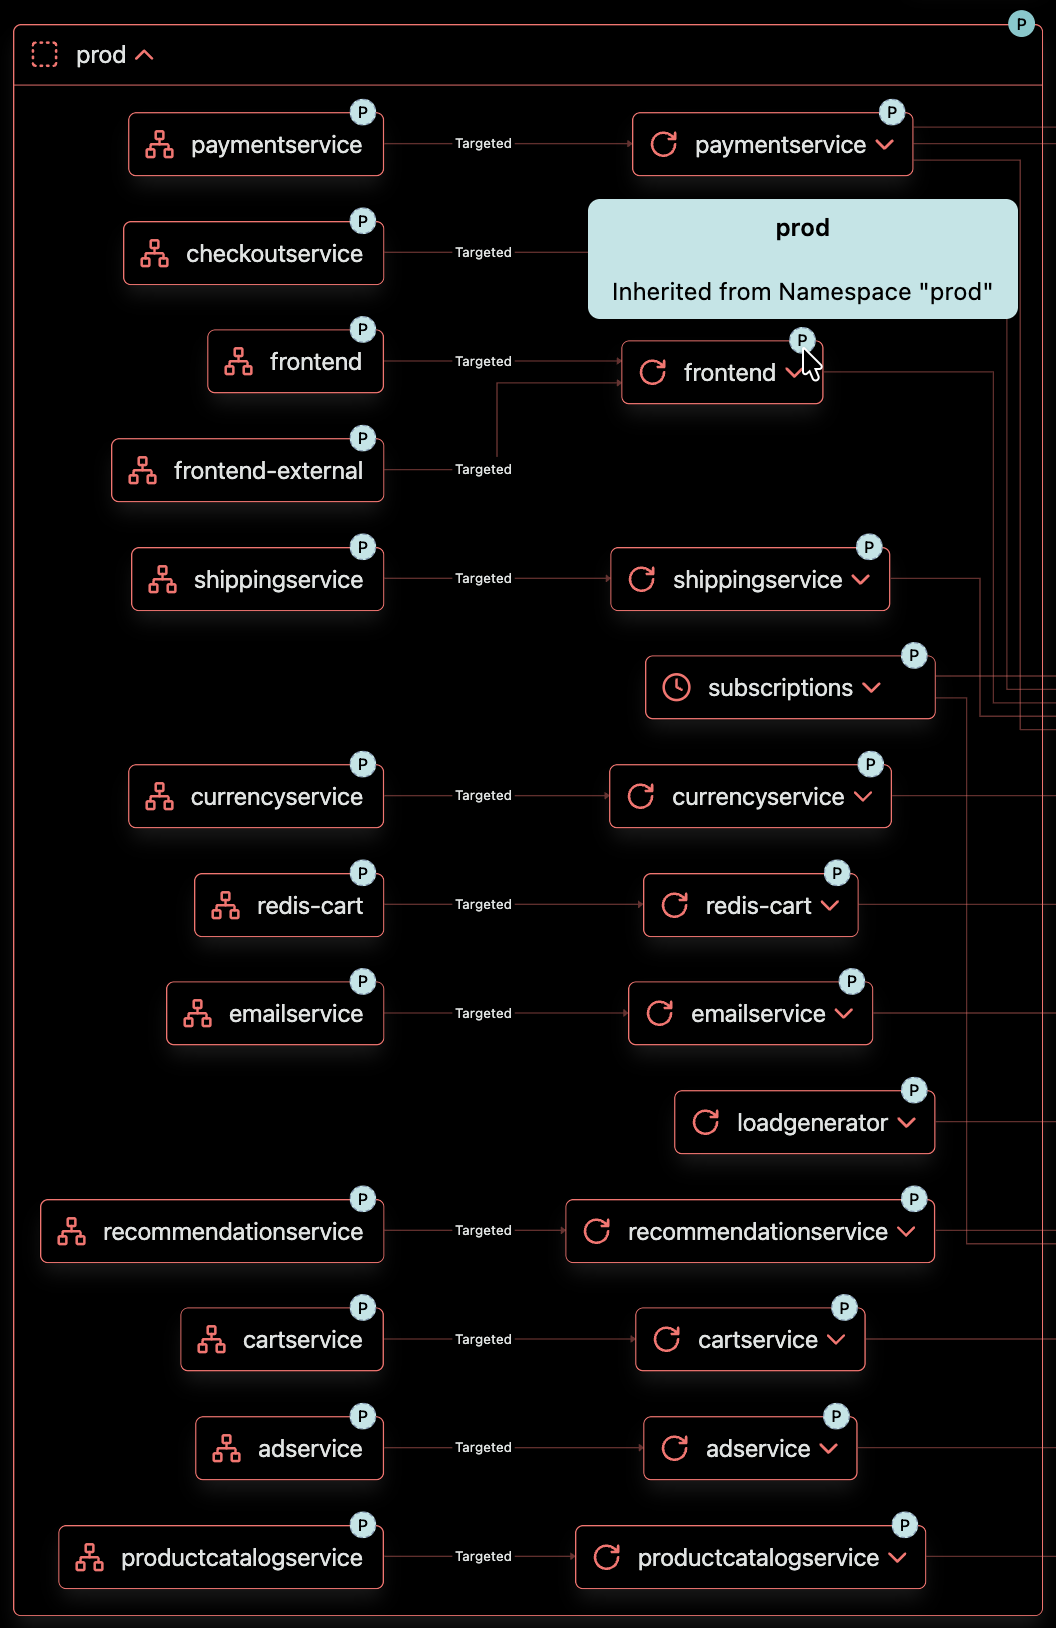 P
prod
P
P
paymentservice
Targeted
paymentservice
P
checkoutservice
Targeted
prod
Inherited from Namespace "prod"
P
P
frontend
Targeted
frontend
P
frontend-external
Targeted
P
P
shippingservice
Targeted
shippingservice
P
subscriptions
P
P
currencyservice
Targeted
currencyservice
P
P
redis-cart
Targeted
redis-cart
P
P
emailservice
Targeted
emailservice
P
loadgenerator
P
P
recommendationservice
Targeted
recommendationservice
P
P
cartservice
Targeted
cartservice
P
P
adservice
Targeted
adservice
P
P
productcatalogservice
Targeted
productcatalogservice